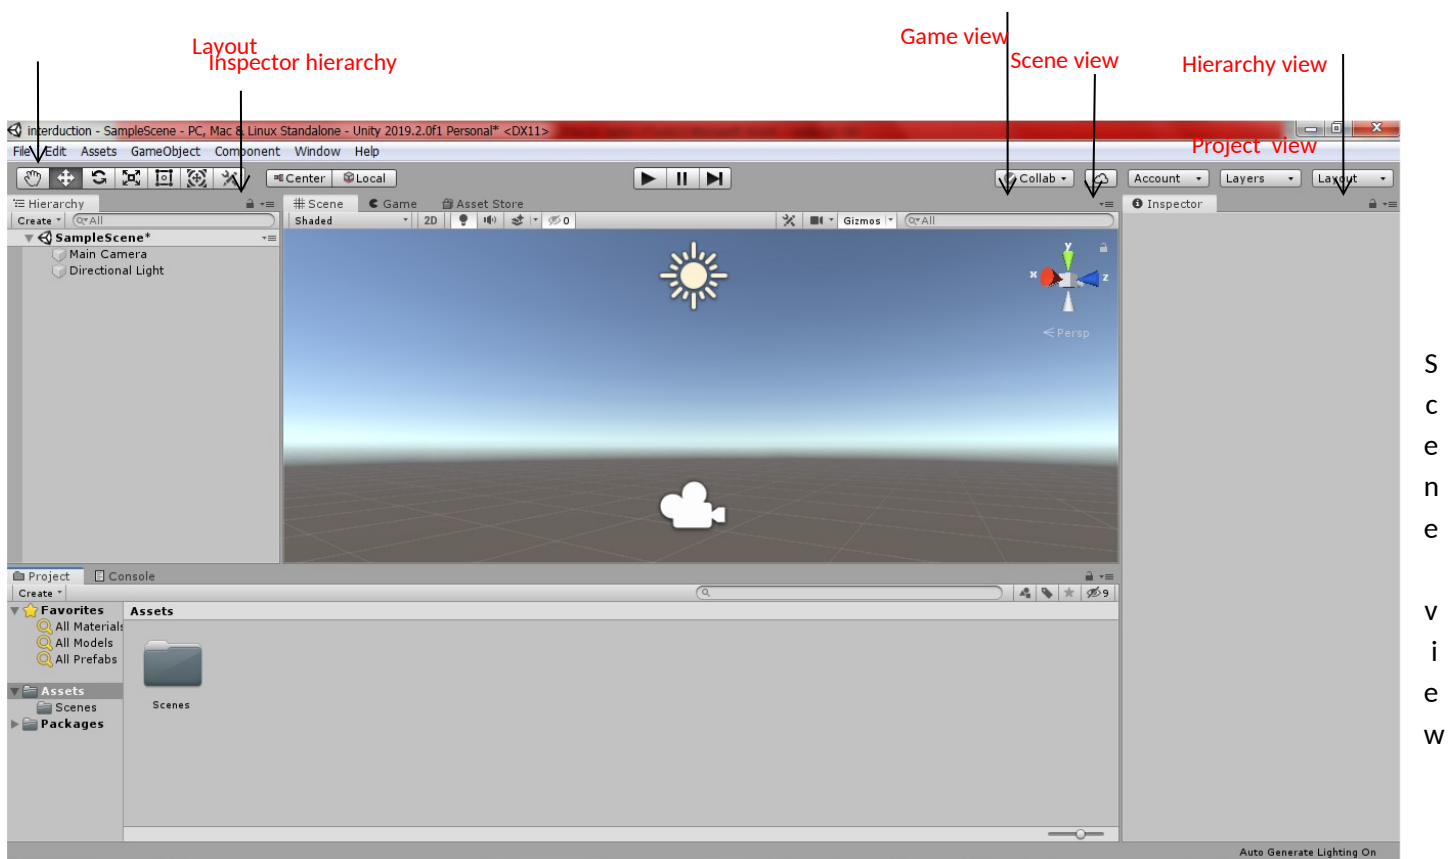 Layout
Inspector hierarchy
Game view
Scene view
Hierarchy view
interduction - SampleScene - PC, Mac & Linux Standalone - Unity 2019.2.0f1 Personal* <DX11>
File Edit Assets GameObject Component Window Help
Project view
Center Local
Collab Account Layers Layout
Hierarchy
Create All
SampleScene*
Main Camera
Directional Light
Scene Game Asset Store
Shaded 2D 0 Gizmos All
y
x z
Persp
Inspector
Project Console
Create
9
Favorites
All Materials
All Models
All Prefabs
Assets
Scenes
Packages
Assets
Scenes
Auto Generate Lighting On
S
c
e
n
e
v
i
e
w